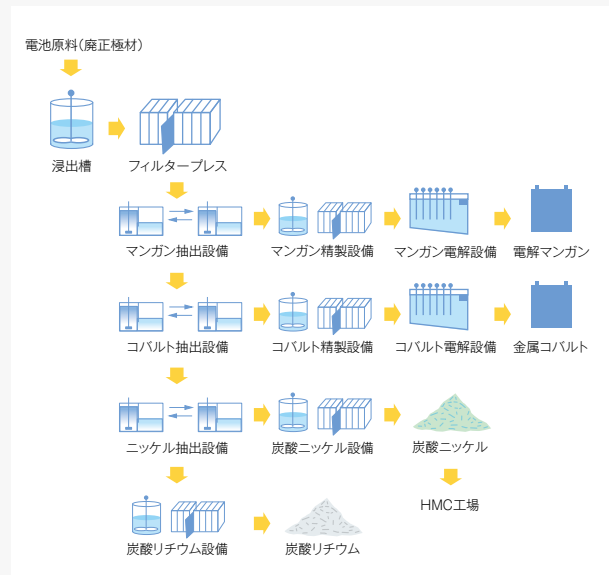 電池原料(廃正極材)
浸出槽
フィルタープレス
マンガン抽出設備
マンガン精製設備
マンガン電解設備
電解マンガン
コバルト抽出設備
コバルト精製設備
コバルト電解設備
金属コバルト
ニッケル抽出設備
炭酸ニッケル設備
炭酸ニッケル
HMC工場
炭酸リチウム設備
炭酸リチウム